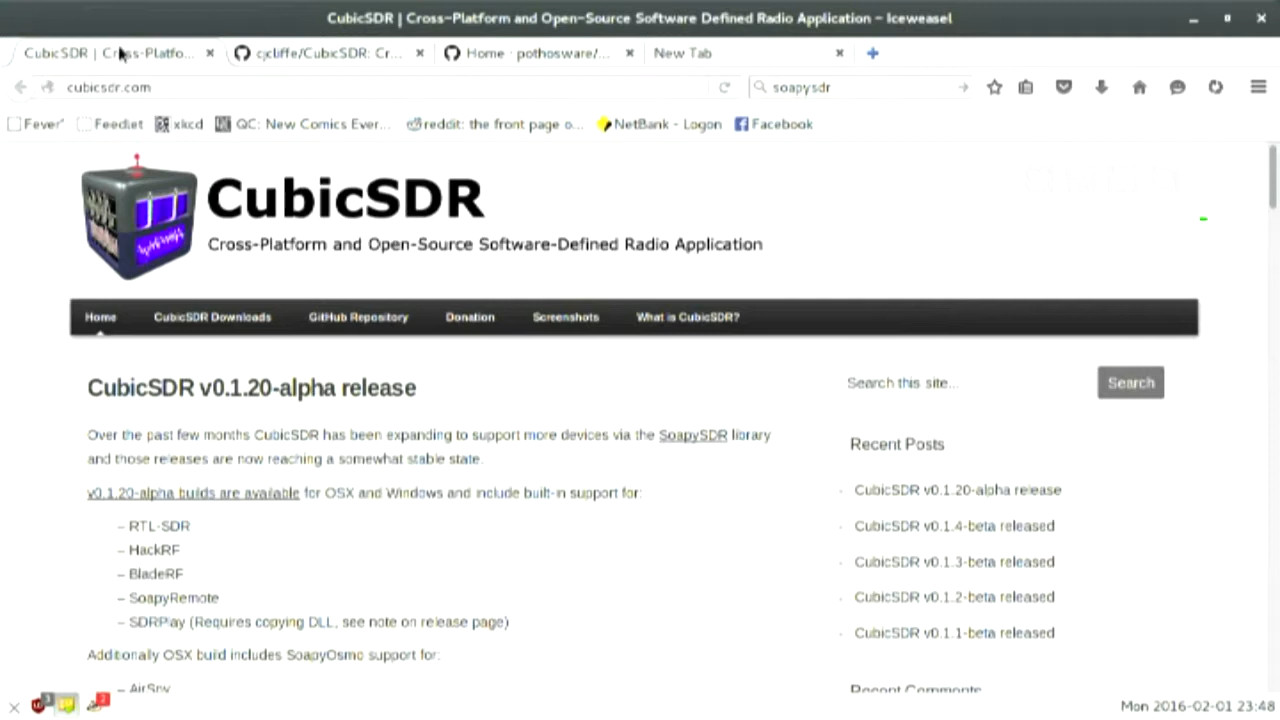 CubicSDR | Cross-Platform and Open-Source Software Defined Radio Application - Iceweasel
CubicSDR | Cross-Platfo... cjcliffe/CubicSDR: Cr... Home · pothosware/... New Tab
cubicsdr.com soapysdr
Fever° Feedlet xkcd QC: New Comics Ever... reddit: the front page o... NetBank - Logon Facebook
CubicSDR
Cross-Platform and Open-Source Software-Defined Radio Application
Home CubicSDR Downloads GitHub Repository Donation Screenshots What is CubicSDR?
CubicSDR v0.1.20-alpha release
Over the past few months CubicSDR has been expanding to support more devices via the SoapySDR library
and those releases are now reaching a somewhat stable state.
v0.1.20-alpha builds are available for OSX and Windows and include built-in support for:
– RTL-SDR
– HackRF
– BladeRF
– SoapyRemote
– SDRPlay (Requires copying DLL, see note on release page)
Additionally OSX build includes SoapyOsmo support for:
– AirSpy
Search this site...
Search
Recent Posts
CubicSDR v0.1.20-alpha release
CubicSDR v0.1.4-beta released
CubicSDR v0.1.3-beta released
CubicSDR v0.1.2-beta released
CubicSDR v0.1.1-beta released
Recent Comments
Mon 2016-02-01 23:48